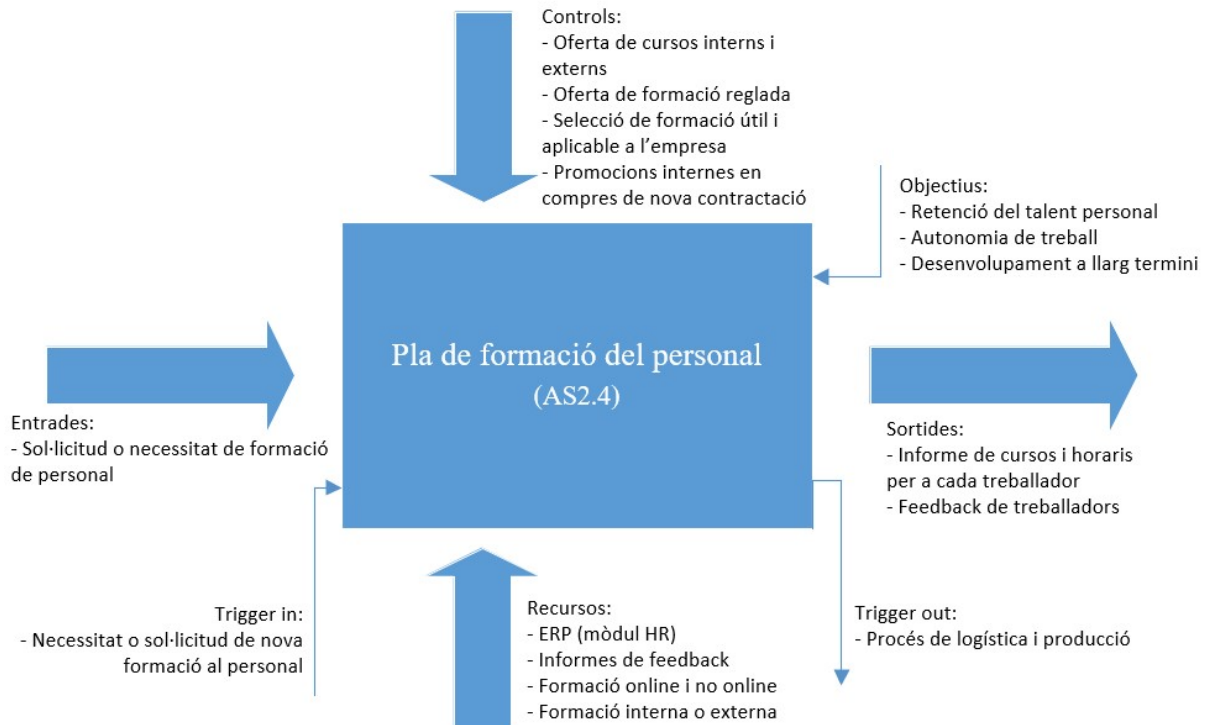 Controls:
- Oferta de cursos interns i
externs
- Oferta de formació reglada
- Selecció de formació útil i
aplicable a l'empresa
- Promocions internes en
compres de nova contractació
Objectius:
- Retenció del talent personal
- Autonomia de treball
- Desenvolupament a llarg termini
Pla de formació del personal
(AS2.4)
Entrades:
- Sol·licitud o necessitat de formació
de personal
Sortides:
- Informe de cursos i horaris
per a cada treballador
- Feedback de treballadors
Trigger in:
- Necessitat o sol·licitud de nova
formació al personal
Recursos:
- ERP (mòdul HR)
- Informes de feedback
- Formació online i no online
- Formació interna o externa
Trigger out:
- Procés de logística i producció